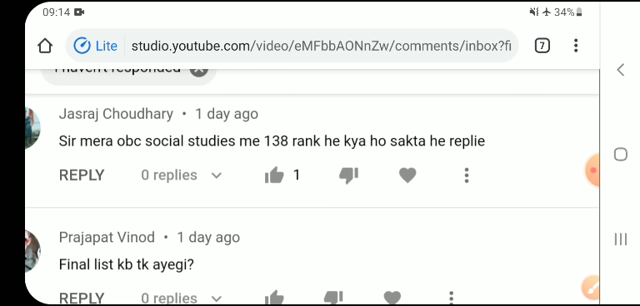 09:14 34%
Lite studio.youtube.com/video/eMFbbAONnZw/comments/inbox?fi 7
I haven't responded
Jasraj Choudhary • 1 day ago
Sir mera obc social studies me 138 rank he kya ho sakta he replie
REPLY 0 replies 1
Prajapat Vinod • 1 day ago
Final list kb tk ayegi?
REPLY 0 replies